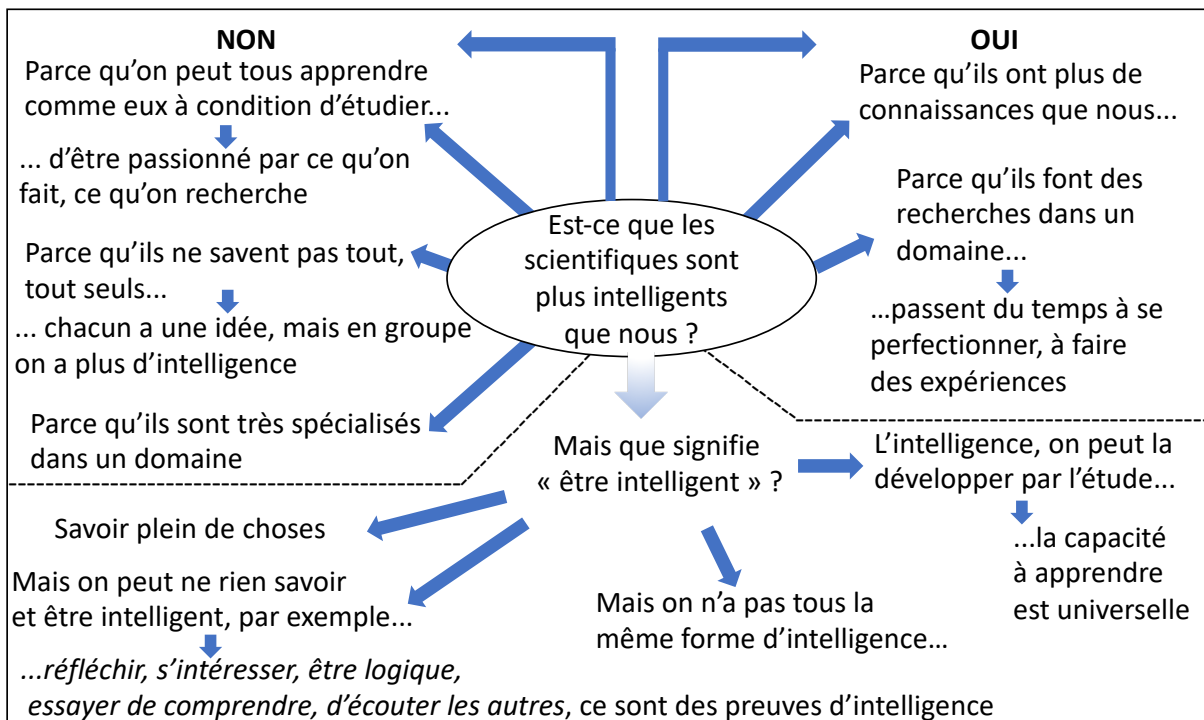 NON
Parce qu'on peut tous apprendre
comme eux à condition d'étudier...
... d'être passionné par ce qu'on
fait, ce qu'on recherche
Parce qu'ils ne savent pas tout,
tout seuls...
... chacun a une idée, mais en groupe
on a plus d'intelligence
Parce qu'ils sont très spécialisés
dans un domaine
OUI
Parce qu'ils ont plus de
connaissances que nous...
Parce qu'ils font des
recherches dans un
domaine...
...passent du temps à se
perfectionner, à faire
des expériences
Est-ce que les
scientifiques sont
plus intelligents
que nous ?
Mais que signifie
« être intelligent » ?
L'intelligence, on peut la
développer par l'étude...
...la capacité
à apprendre
est universelle
Savoir plein de choses
Mais on peut ne rien savoir
et être intelligent, par exemple...
...réfléchir, s'intéresser, être logique,
essayer de comprendre, d'écouter les autres, ce sont des preuves d'intelligence
Mais on n'a pas tous la
même forme d'intelligence…